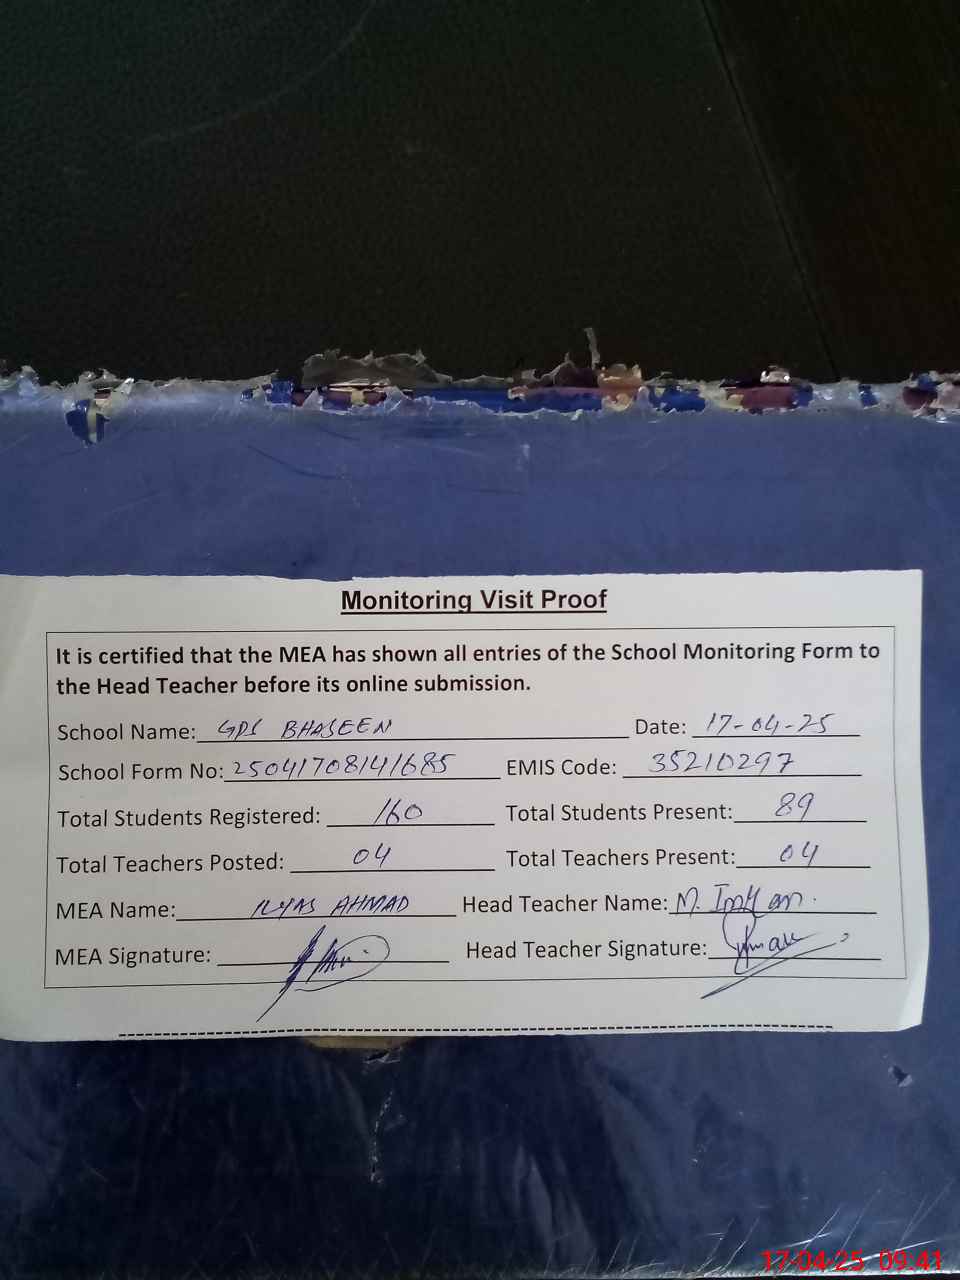 Monitoring Visit Proof
It is certified that the MEA has shown all entries of the School Monitoring Form to
the Head Teacher before its online submission.
School Name: GPS BHASEEN Date: 17-04-25
School Form No: 25041708141685 EMIS Code: 35210297
Total Students Registered: 160 Total Students Present: 89
Total Teachers Posted: 04 Total Teachers Present: 04
MEA Name: ILYAS AHMAD Head Teacher Name: M.
MEA Signature: Head Teacher Signature:
17-04-25 09:41